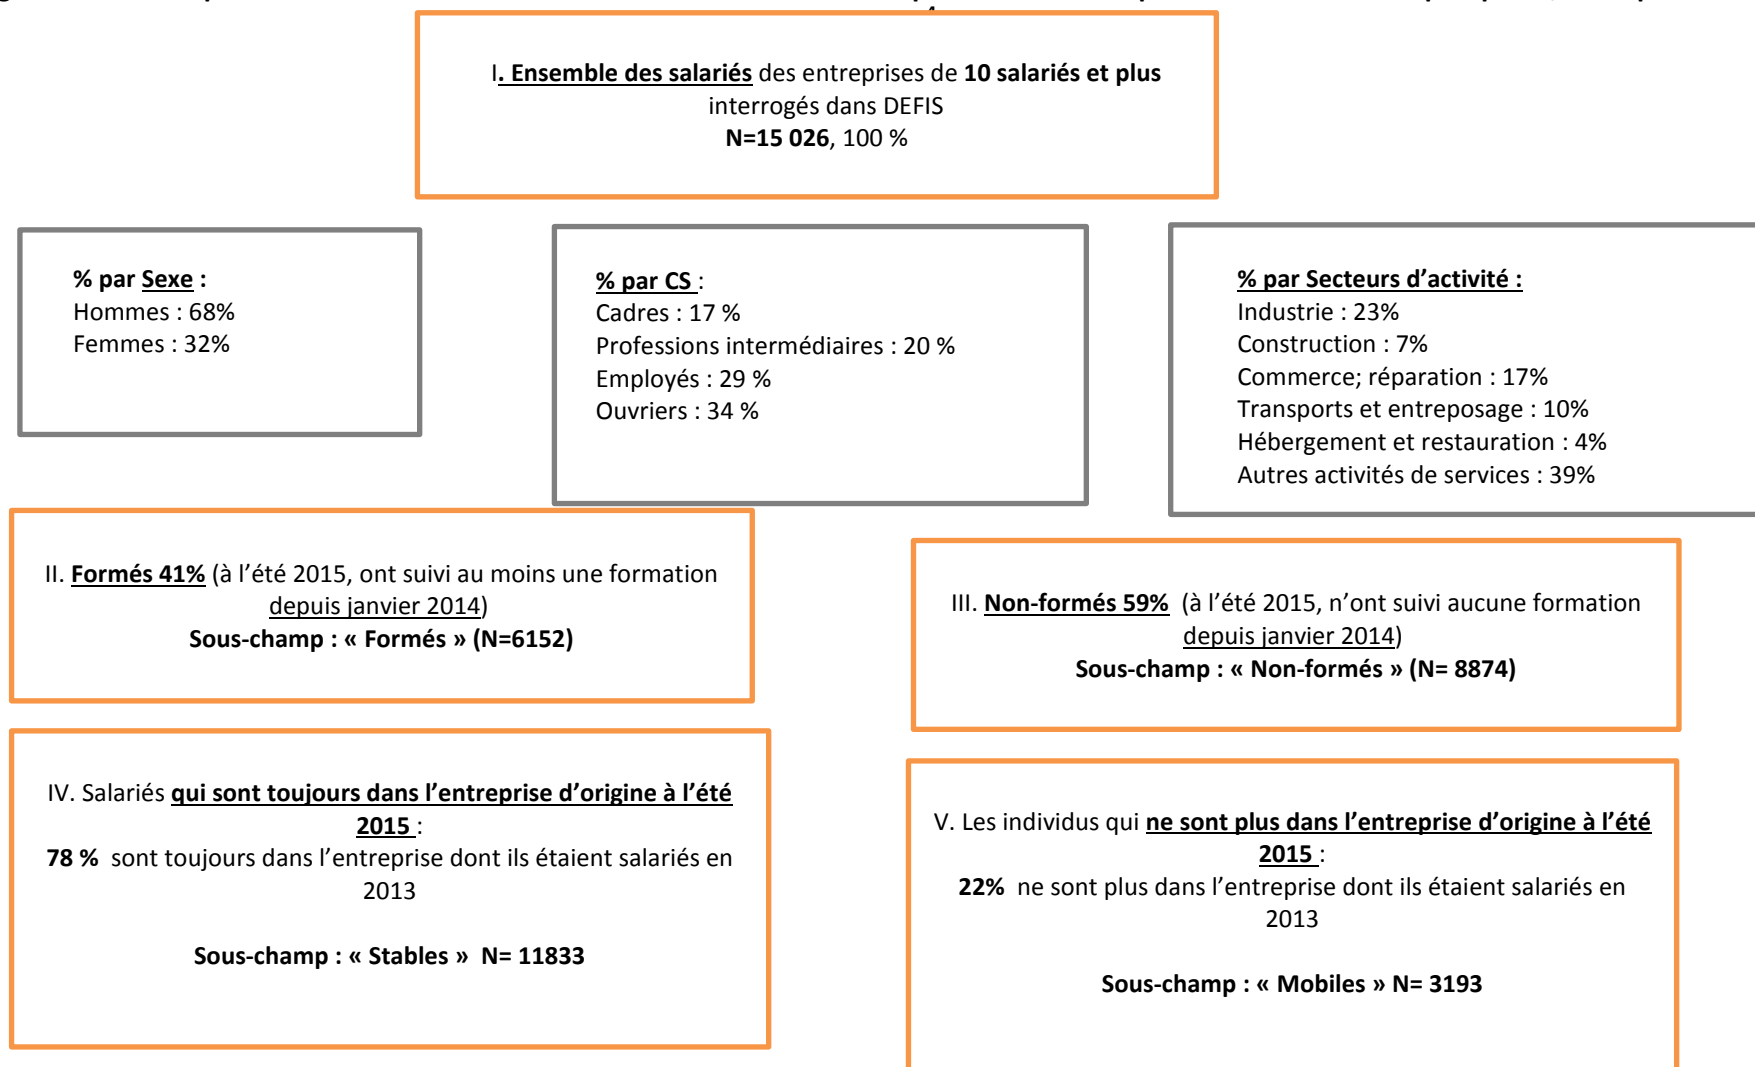 I. Ensemble des salariés des entreprises de 10 salariés et plus
interrogés dans DEFIS
N=15 026, 100 %
% par Sexe :
Hommes : 68%
Femmes : 32%
% par CS :
Cadres : 17 %
Professions intermédiaires : 20 %
Employés : 29 %
Ouvriers : 34 %
% par Secteurs d’activité :
Industrie : 23%
Construction : 7%
Commerce; réparation : 17%
Transports et entreposage : 10%
Hébergement et restauration : 4%
Autres activités de services : 39%
II. Formés 41% (à l’été 2015, ont suivi au moins une formation
depuis janvier 2014)
Sous-champ : « Formés » (N=6152)
III. Non-formés 59% (à l’été 2015, n’ont suivi aucune formation
depuis janvier 2014)
Sous-champ : « Non-formés » (N= 8874)
IV. Salariés qui sont toujours dans l’entreprise d’origine à l’été
2015 :
78 % sont toujours dans l’entreprise dont ils étaient salariés en
2013
Sous-champ : « Stables » N= 11833
V. Les individus qui ne sont plus dans l’entreprise d’origine à l’été
2015 :
22% ne sont plus dans l’entreprise dont ils étaient salariés en
2013
Sous-champ : « Mobiles » N= 3193